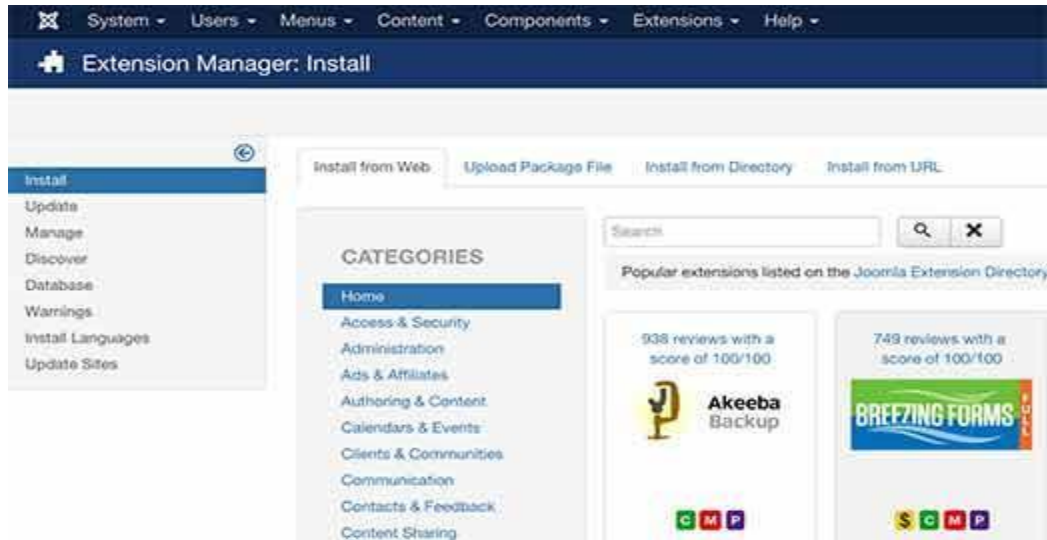 System Users Menus Content Components Extensions Help
Extension Manager: Install
Install
Update
Manage
Discover
Database
Warnings
Install Languages
Update Sites
Install from Web Upload Package File Install from Directory Install from URL
CATEGORIES
Home
Access & Security
Administration
Ads & Affiliates
Authoring & Content
Calendars & Events
Clients & Communities
Communication
Contacts & Feedback
Content Sharing
Search
Popular extensions listed on the Joomla Extension Directory
938 reviews with a
score of 100/100
Akeeba
Backup
C M P
749 reviews with a
score of 100/100
BREEZING FORMS FULL
$ C M P